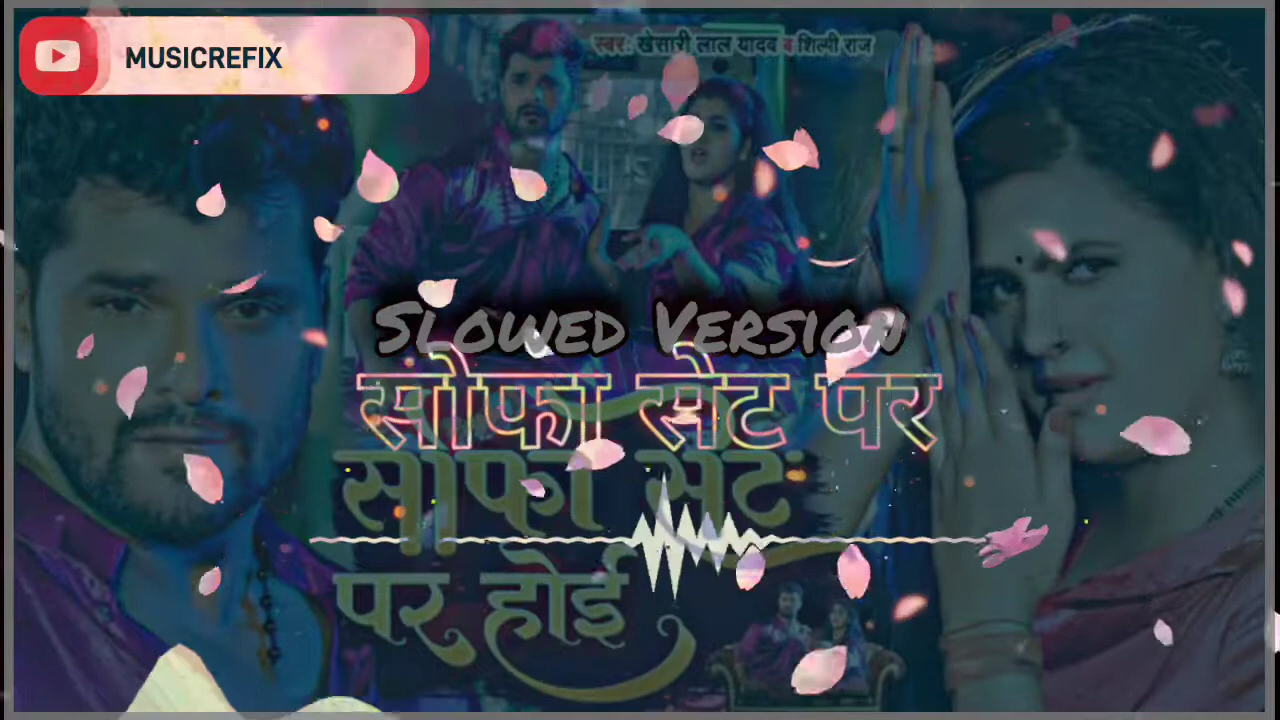 MUSICREFIX
स्वर: खेसारी लाल यादव व शिल्पी राज
Slowed Version
सोफा सेट पर
सोफा सेट
पर होई